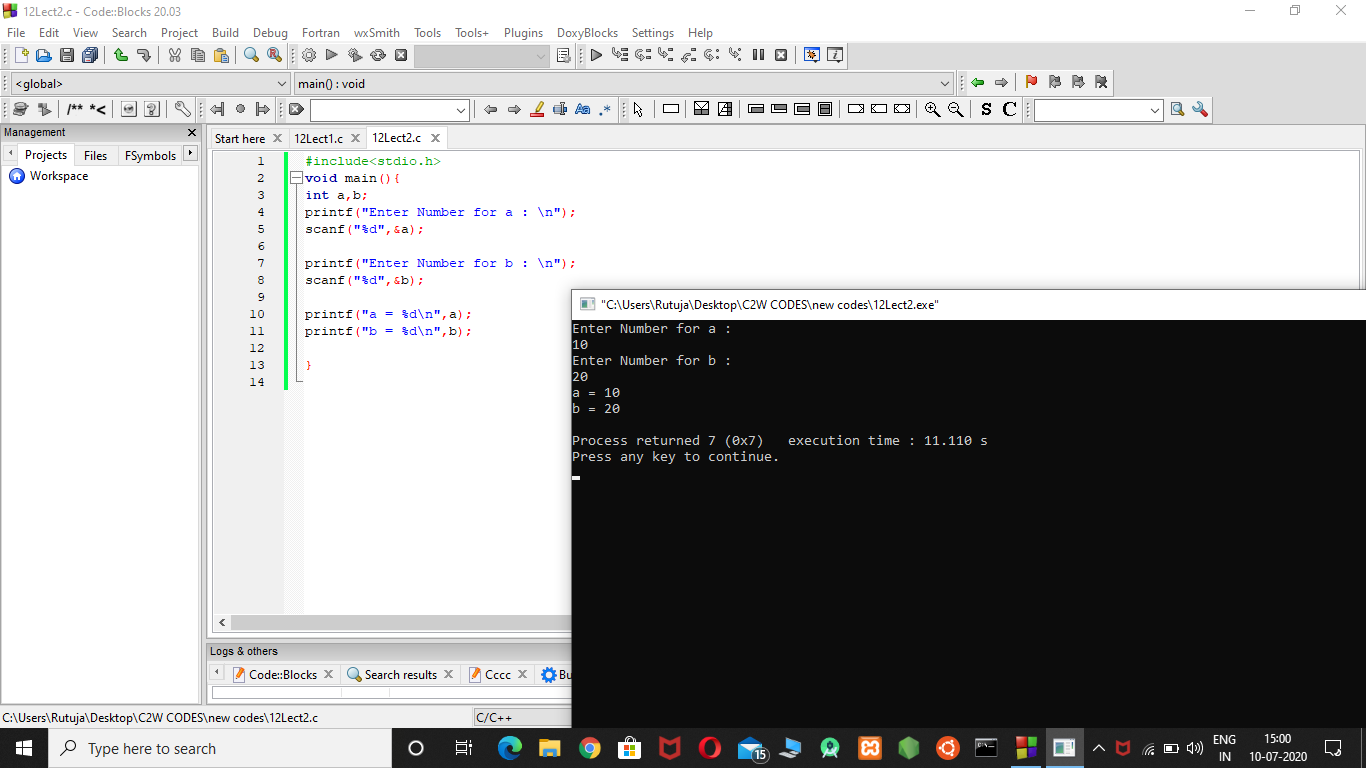 12Lect2.c - Code::Blocks 20.03
File Edit View Search Project Build Debug Fortran wxSmith Tools Tools+ Plugins DoxyBlocks Settings Help
<global> main() : void
/** *< Aa .* S C
Management
Projects Files FSymbols
Workspace
Start here 12Lect1.c 12Lect2.c
1 #include<stdio.h>
2 void main(){
3 int a,b;
4 printf("Enter Number for a : \n");
5 scanf("%d",&a);
6
7 printf("Enter Number for b : \n");
8 scanf("%d",&b);
9
10 printf("a = %d\n",a);
11 printf("b = %d\n",b);
12
13 }
14
"C:\Users\Rutuja\Desktop\C2W CODES\new codes\12Lect2.exe"
Enter Number for a :
10
Enter Number for b :
20
a = 10
b = 20
Process returned 7 (0x7) execution time : 11.110 s
Press any key to continue.
Logs & others
Code::Blocks Search results Cccc Bu
C:\Users\Rutuja\Desktop\C2W CODES\new codes\12Lect2.c C/C++
Type here to search
15
ENG
IN
15:00
10-07-2020